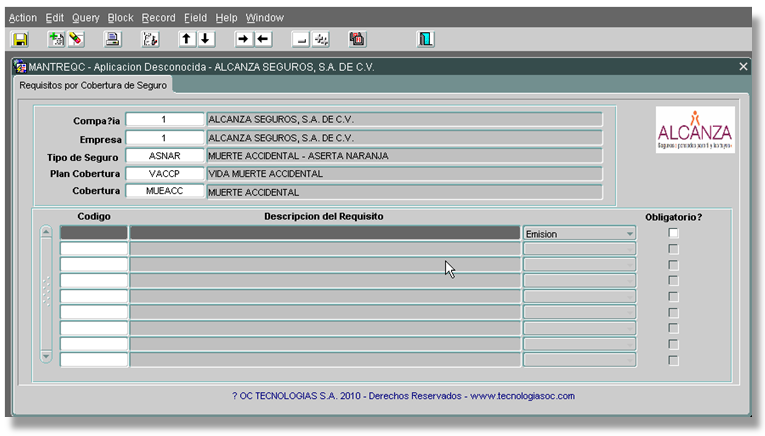 Action Edit Query Block Record Field Help Window
MANTREQC - Aplicacion Desconocida - ALCANZA SEGUROS, S.A. DE C.V.
Requisitos por Cobertura de Seguro
Compa?ia 1 ALCANZA SEGUROS, S.A. DE C.V.
Empresa 1 ALCANZA SEGUROS, S.A. DE C.V.
Tipo de Seguro ASNAR MUERTE ACCIDENTAL - ASERTA NARANJA
Plan Cobertura VACCP VIDA MUERTE ACCIDENTAL
Cobertura MUEACC MUERTE ACCIDENTAL
ALCANZA
Codigo Descripcion del Requisito Obligatorio?
Emision
? OC TECNOLOGIAS S.A. 2010 - Derechos Reservados - www.tecnologiasoc.com